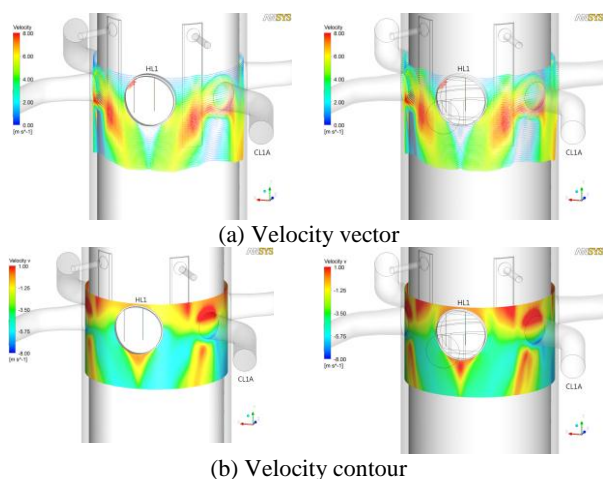 ANSYS
Velocity
8.00
6.00
4.00
2.00
0.00
[m s^-1]
HL1
CL1A
ANSYS
Velocity
8.00
6.00
4.00
2.00
0.00
[m s^-1]
HL1
CL1A
(a) Velocity vector
ANSYS
Velocity v
1.00
-1.25
-3.50
-5.75
-8.00
[m s^-1]
HL1
CL1A
ANSYS
Velocity v
1.00
-1.25
-3.50
-5.75
-8.00
[m s^-1]
HL1
CL1A
(b) Velocity contour